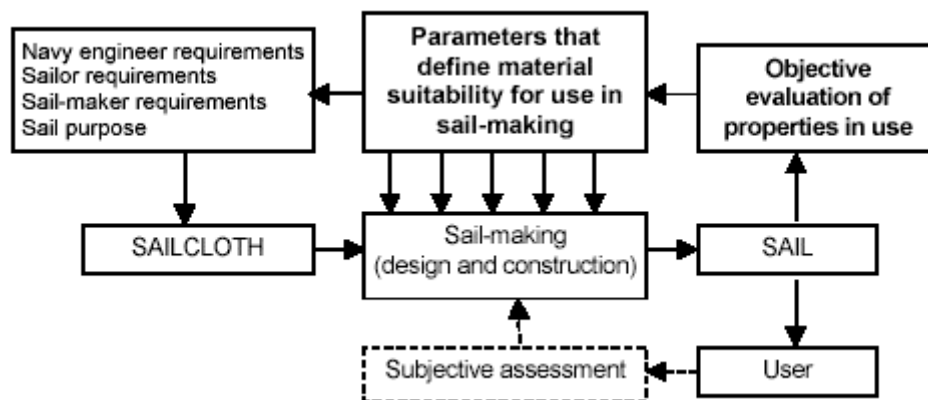 Navy engineer requirements
Sailor requirements
Sail-maker requirements
Sail purpose
Parameters that
define material
suitability for use in
sail-making
Objective
evaluation of
properties in use
SAILCLOTH
Sail-making
(design and construction)
SAIL
Subjective assessment
User